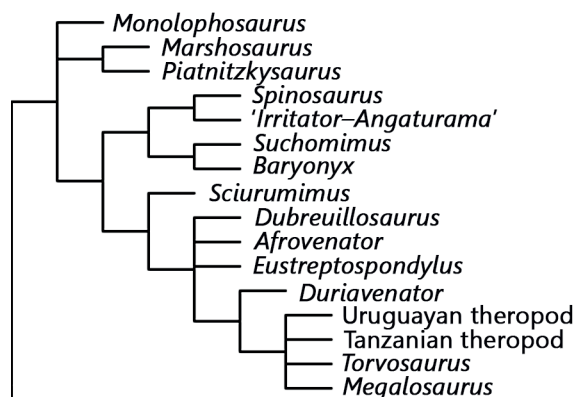 Monolophosaurus
Marshosaurus
Piatnitzkysaurus
Spinosaurus
'Irritator–Angaturama'
Suchomimus
Baryonyx
Sciurumimus
Dubreuillosaurus
Afrovenator
Eustreptospondylus
Duriavenator
Uruguayan theropod
Tanzanian theropod
Torvosaurus
Megalosaurus